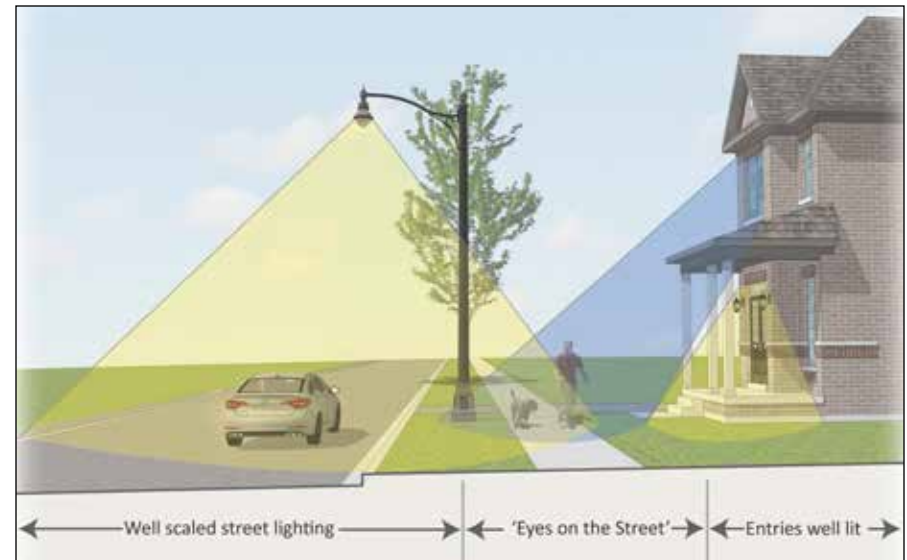 Well scaled street lighting
'Eyes on the Street'
Entries well lit